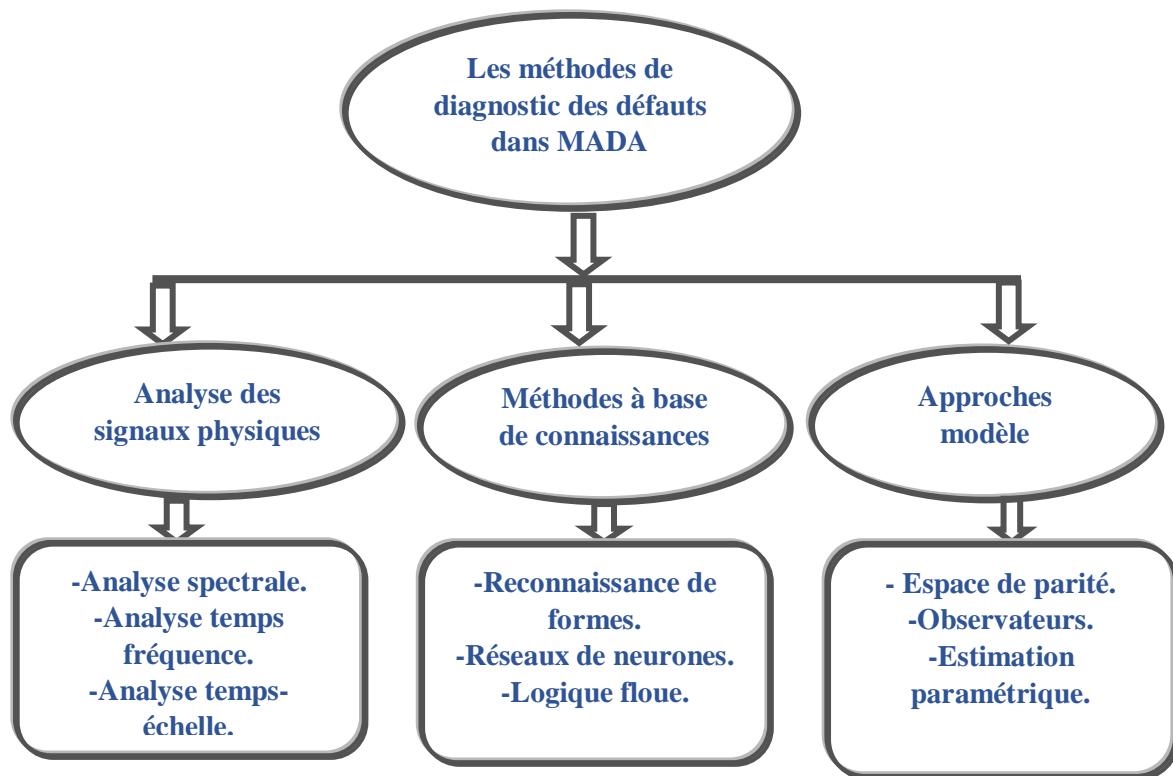 Les méthodes de
diagnostic des défauts
dans MADA
Analyse des
signaux physiques
Méthodes à base
de connaissances
Approches
modèle
-Analyse spectrale.
-Analyse temps
fréquence.
-Analyse temps-
échelle.
-Reconnaissance de
formes.
-Réseaux de neurones.
-Logique floue.
- Espace de parité.
-Observateurs.
-Estimation
paramétrique.